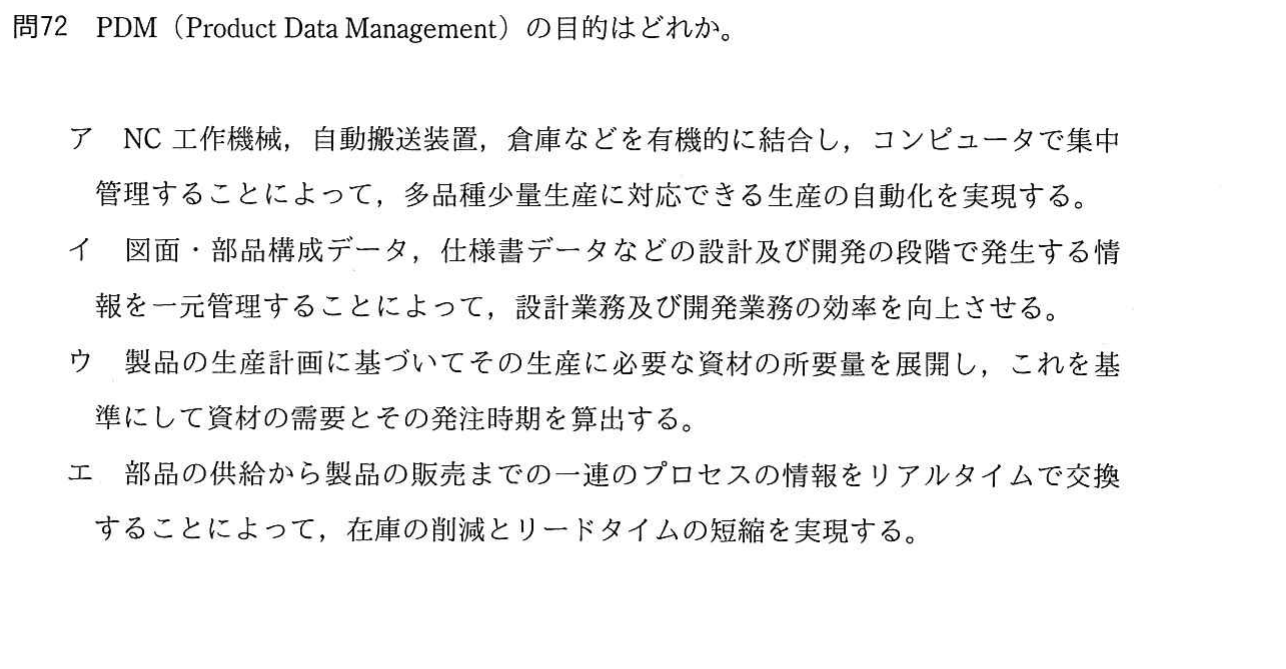 問72 PDM（Product Data Management）の目的はどれか。
ア NC 工作機械，自動搬送装置，倉庫などを有機的に結合し，コンピュータで集中
管理することによって，多品種少量生産に対応できる生産の自動化を実現する。
イ 図面・部品構成データ，仕様書データなどの設計及び開発の段階で発生する情
報を一元管理することによって，設計業務及び開発業務の効率を向上させる。
ウ 製品の生産計画に基づいてその生産に必要な資材の所要量を展開し，これを基
準にして資材の需要とその発注時期を算出する。
エ 部品の供給から製品の販売までの一連のプロセスの情報をリアルタイムで交換
することによって，在庫の削減とリードタイムの短縮を実現する。